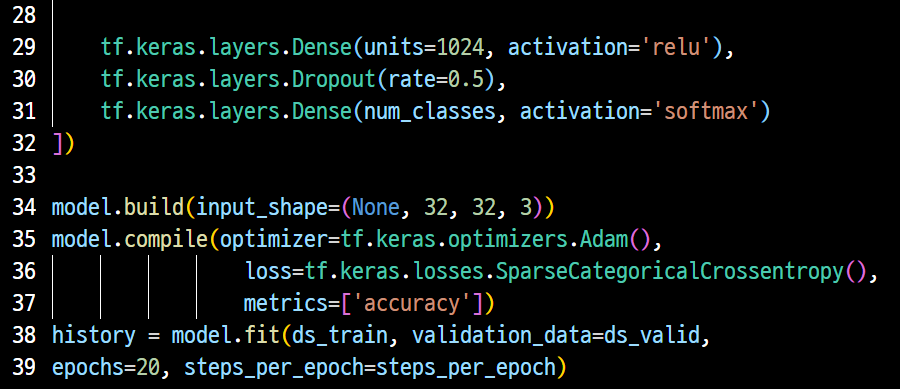 28
29     tf.keras.layers.Dense(units=1024, activation='relu'),
30     tf.keras.layers.Dropout(rate=0.5),
31     tf.keras.layers.Dense(num_classes, activation='softmax')
32 ])
33
34 model.build(input_shape=(None, 32, 32, 3))
35 model.compile(optimizer=tf.keras.optimizers.Adam(),
36                 loss=tf.keras.losses.SparseCategoricalCrossentropy(),
37                 metrics=['accuracy'])
38 history = model.fit(ds_train, validation_data=ds_valid,
39 epochs=20, steps_per_epoch=steps_per_epoch)